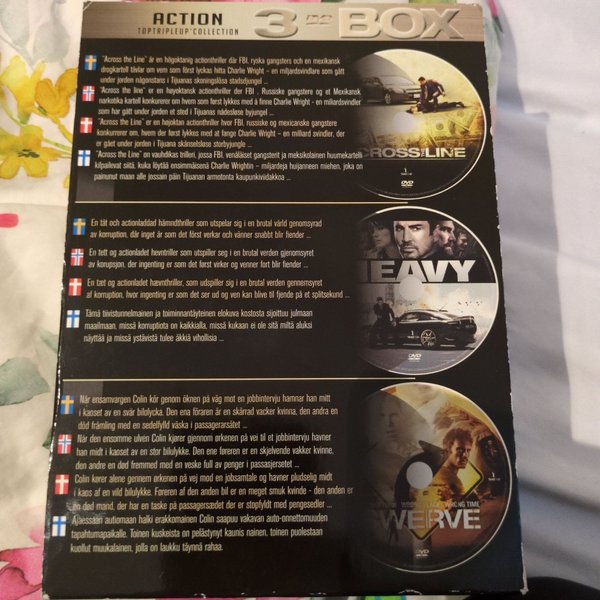 ACTION
TOPTRIPLEUP COLLECTION
3 DVD BOX
"Across the Line" är en högoktanig actionthriller där FBI, ryska gangsters och en mexikansk
drogkartell tävlar om vem som först lyckas hitta Charlie Wright – en miljardsvindlare som gått
under jorden någonstans i Tijuanas skoningslösa stadsdjungel ...
"Across the line" er en høyoktansk actionthriller der FBI , Russiske gangstere og et Mexikansk
narkotika kartell konkurerer om hvem som først lykkes med å finne Charlie Wright – en miliardsvindler
som har gått under jorden et sted i Tijuanas nådesløse byjungel ...
"Across the Line" er en højoktan actionthriller hvor FBI, russiske og mexicanske gangstere
konkurrerer om, hvem der først lykkes med at fange Charlie Wright – en milliard svindler, der
er gået under jorden i Tijuana skånselsløse storbyjungle ...
"Across the Line" on vauhdikas trilleri, jossa FBI, venäläiset gangsterit ja meksikolainen huumekartelli
kilpailevat siitä, kuka löytää ensimmäisenä Charlie Wrightin – miljardeja huijanneen miehen, joka on
painunut maan alle jossain päin Tijuanan armotonta kaupunkiviidakkoa ...
CROSS THE LINE
DVD
En tät och actionladdad hämndthriller som utspelar sig i en brutal värld genomsyrad
av korruption, där inget är som det först verkar och vänner snabbt blir fiender ...
En tett og actionladet hevntriller som utspiller seg i en brutal verden gjenomsyret
av korupsjon, der ingenting er som det først virker og venner fort blir fiender ...
En tæt og actionladet hævnthriller, som udspiller sig i en brutal verden gennemsyret
af korruption, hvor ingenting er som det ser ud og ven kan blive til fjende på et splitsekund ...
Tämä tiivistunnelmainen ja toiminnantäyteinen elokuva kostosta sijoittuu julmaan
maailmaan, missä korruptiota on kaikkialla, missä kukaan ei ole sitä miltä aluksi
näyttää ja missä ystävistä tulee äkkiä vihollisia ...
HEAVY
DVD
När ensamvargen Colin kör genom öknen på väg mot en jobbintervju hamnar han mitt
i kaoset av en svår bilolycka. Den ena föraren är en skärrad vacker kvinna, den andra en
död främling med en sedelfylld väska i passagerarsätet ...
Når den ensomme ulvén Colin kjører gjennom ørkenen på vei til et jobbintervju havner
han midt i kaoset av en stor bilulykke. Den ene føreren er en skjelvende vakker kvinne,
den andre en død fremmed med en veske full av ponger i passasjersetet ...
Colin kører alene gennem ørkenen på vej mod en jobsamtale og havner pludselig midt
i kaos af en vild bilulykke. Føreren af den anden bil er en meget smuk kvinde - den anden er
en død mand, der har en taske på passagersædet der er stopfyldt med pengesedler ...
Ajaessaan autiomaan halki erakkomainen Colin saapuu vakavan auto-onnettomuuden
tapahtumapaikalle. Toinen kuskeista on pelästynyt kaunis nainen, toinen puolestaan
kuollut muukalainen, jolla on laukku täynnä rahaa.
TIME
WERVE
DVD